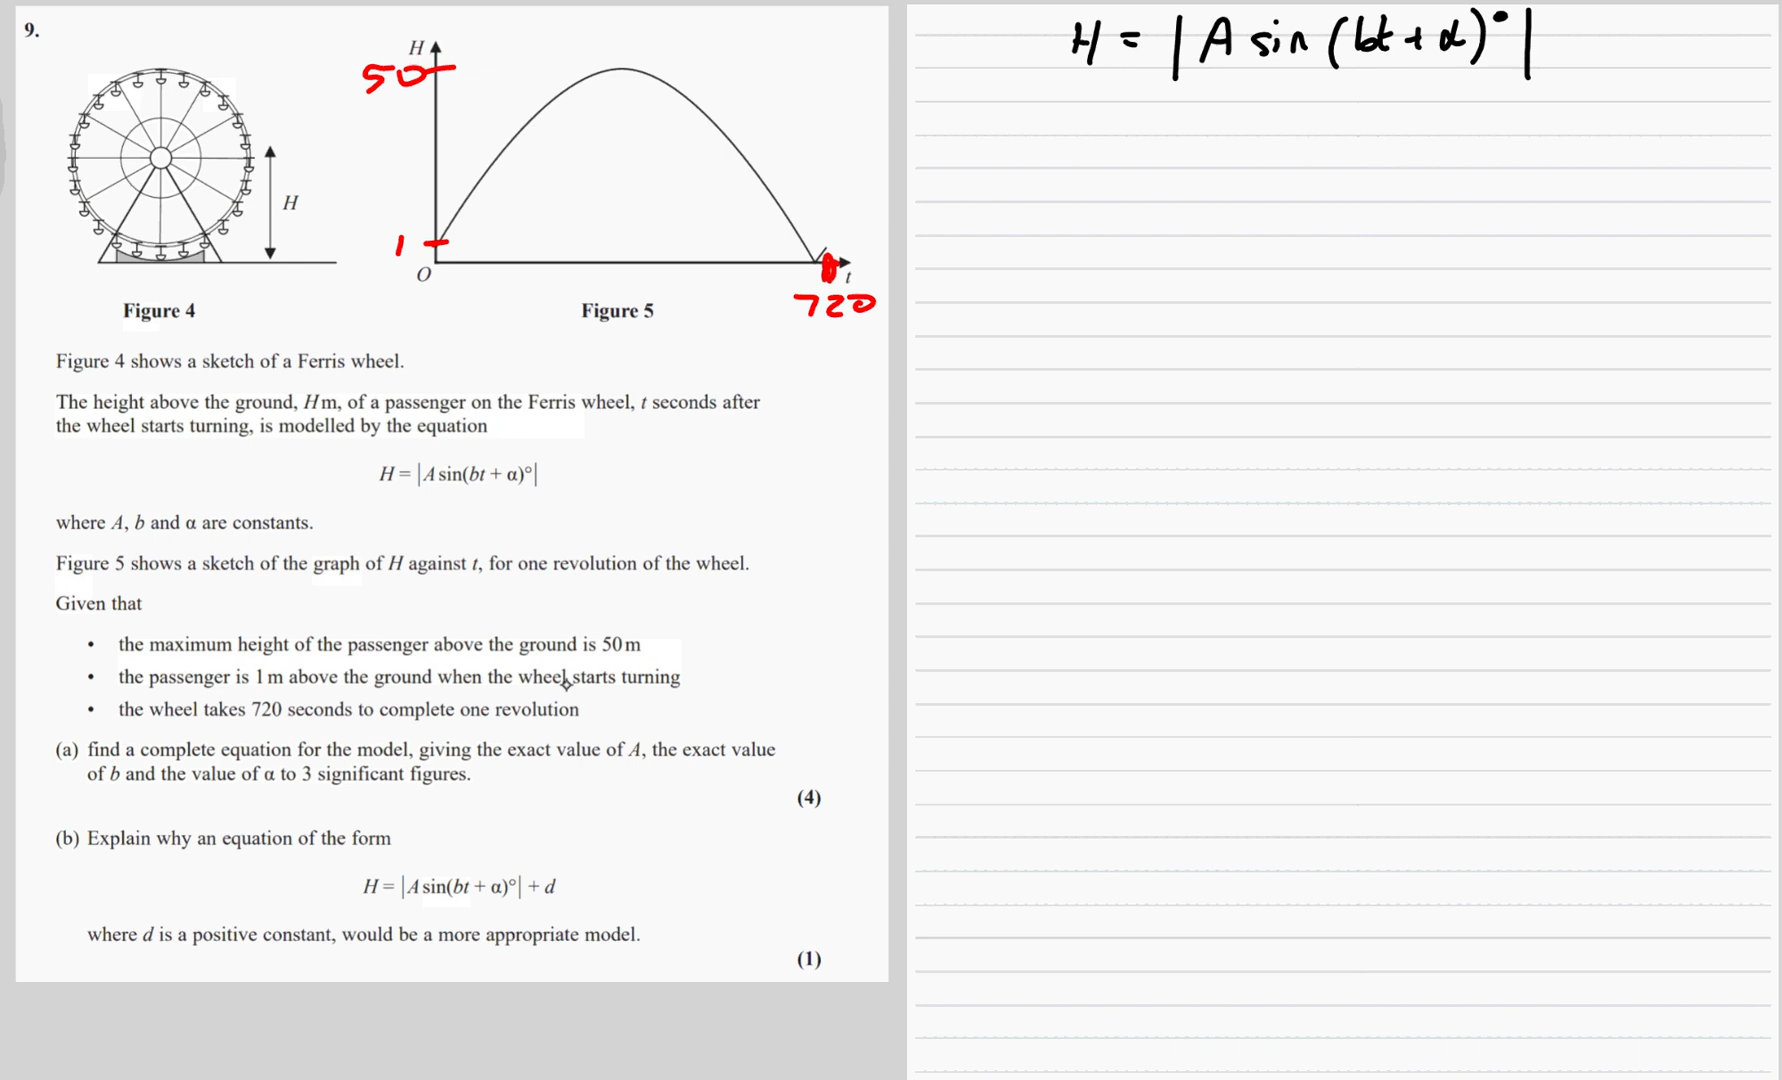 9.
H
50
1
O
t
720
H
Figure 4
Figure 5
Figure 4 shows a sketch of a Ferris wheel.
The height above the ground, H m, of a passenger on the Ferris wheel, t seconds after
the wheel starts turning, is modelled by the equation
H = |A sin(bt + α)°|
where A, b and α are constants.
Figure 5 shows a sketch of the graph of H against t, for one revolution of the wheel.
Given that
• the maximum height of the passenger above the ground is 50 m
• the passenger is 1 m above the ground when the wheel starts turning
• the wheel takes 720 seconds to complete one revolution
(a) find a complete equation for the model, giving the exact value of A, the exact value
of b and the value of α to 3 significant figures.
(4)
(b) Explain why an equation of the form
H = |A sin(bt + α)°| + d
where d is a positive constant, would be a more appropriate model.
(1)
H = |A sin (bt + α)°|